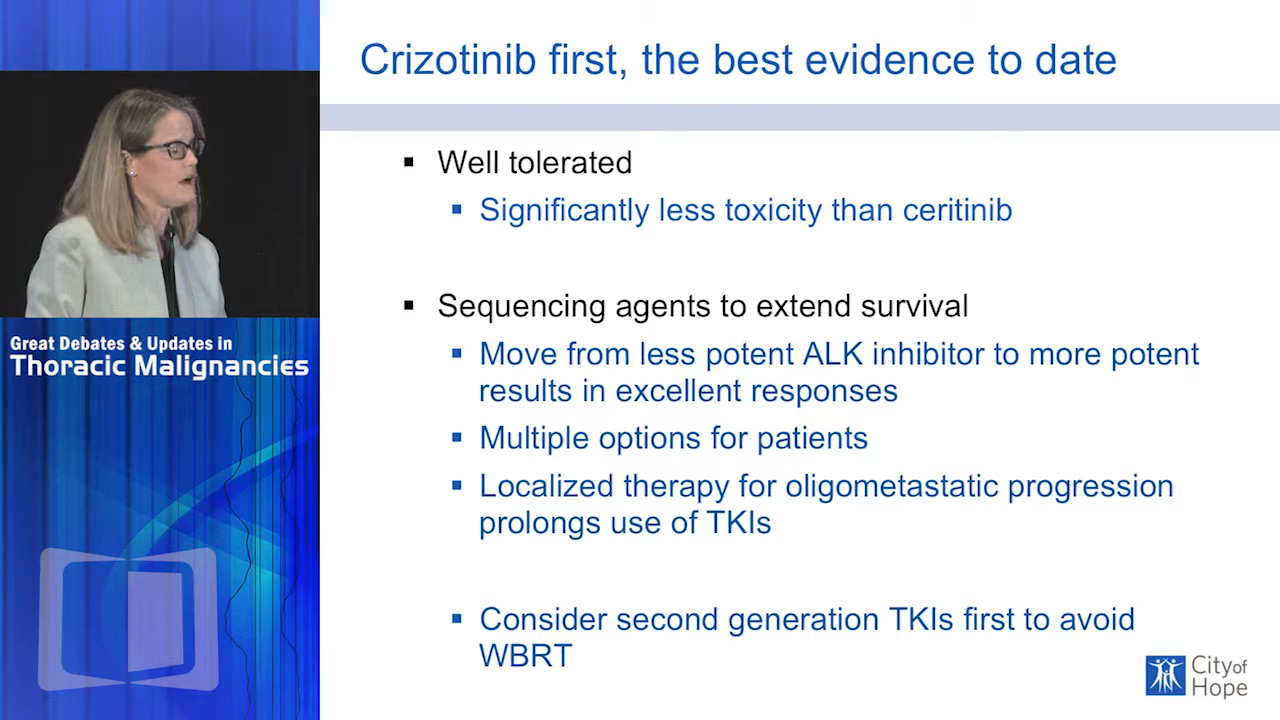 Crizotinib first, the best evidence to date
Well tolerated
Significantly less toxicity than ceritinib
Sequencing agents to extend survival
Move from less potent ALK inhibitor to more potent
results in excellent responses
Multiple options for patients
Localized therapy for oligometastatic progression
prolongs use of TKIs
Consider second generation TKIs first to avoid
WBRT
Great Debates & Updates in
Thoracic Malignancies
City of
Hope